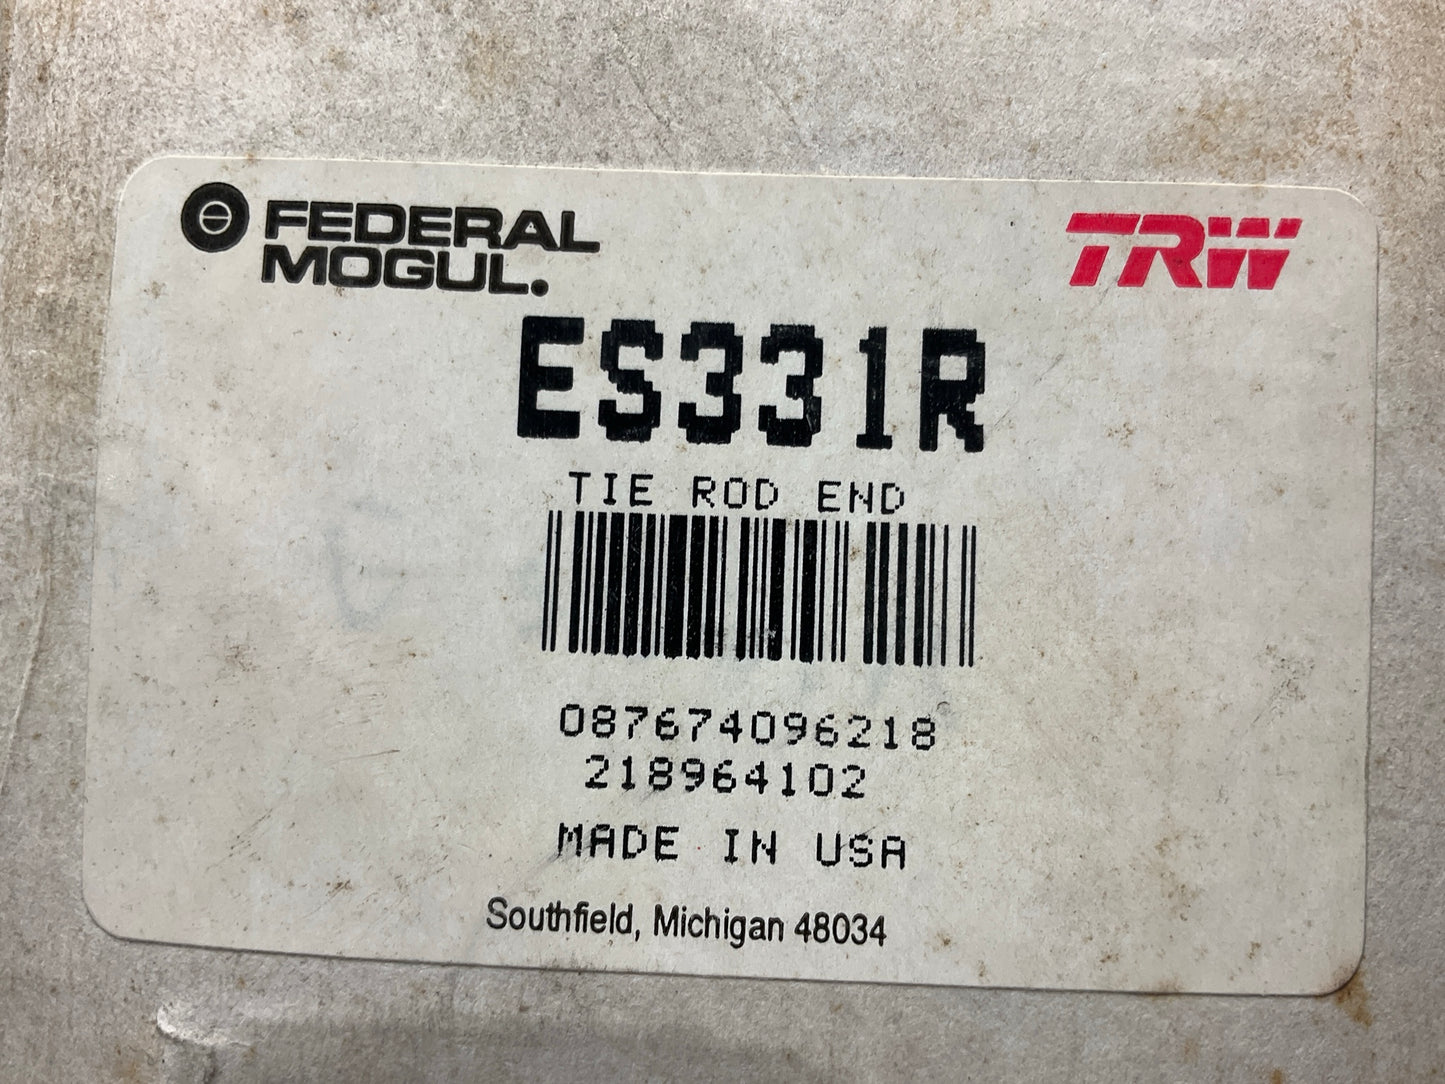 FEDERAL
MOGUL.
TRW
ES331R
TIE ROD END
087674096218
218964102
MADE IN USA
Southfield, Michigan 48034